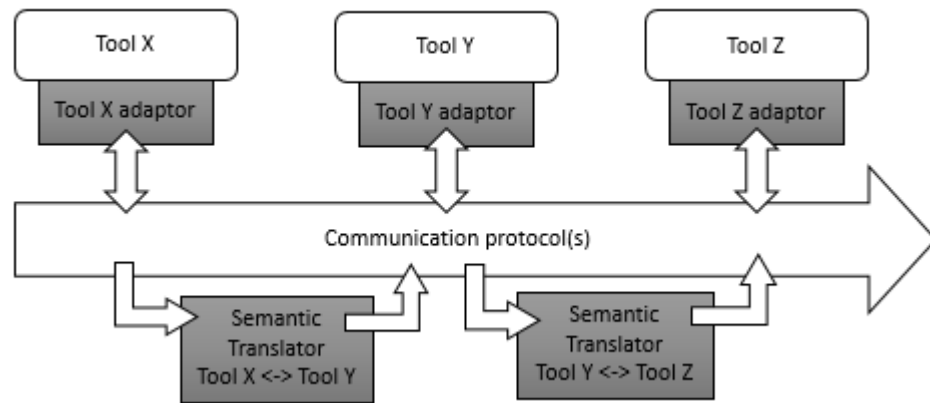 Tool X
Tool Y
Tool Z
Tool X adaptor
Tool Y adaptor
Tool Z adaptor
Communication protocol(s)
Semantic
Translator
Tool X <-> Tool Y
Semantic
Translator
Tool Y <-> Tool Z